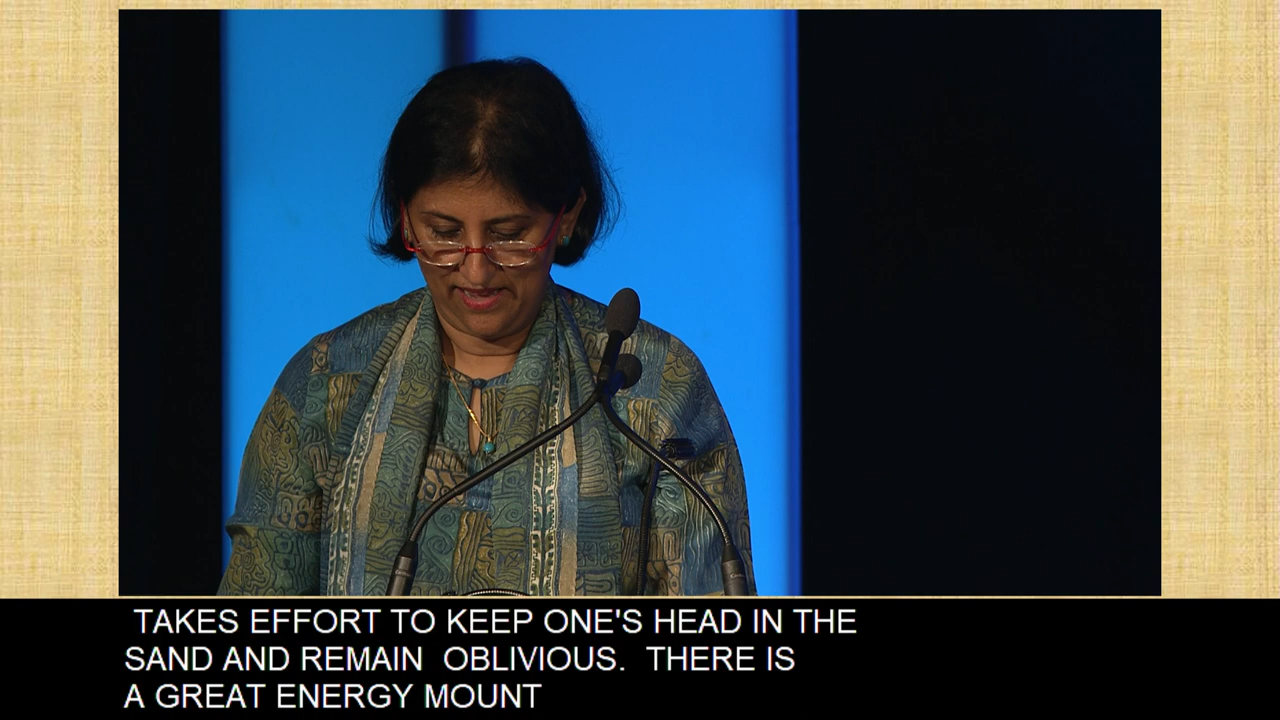 TAKES EFFORT TO KEEP ONE'S HEAD IN THE
SAND AND REMAIN  OBLIVIOUS.  THERE IS
A GREAT ENERGY MOUNT